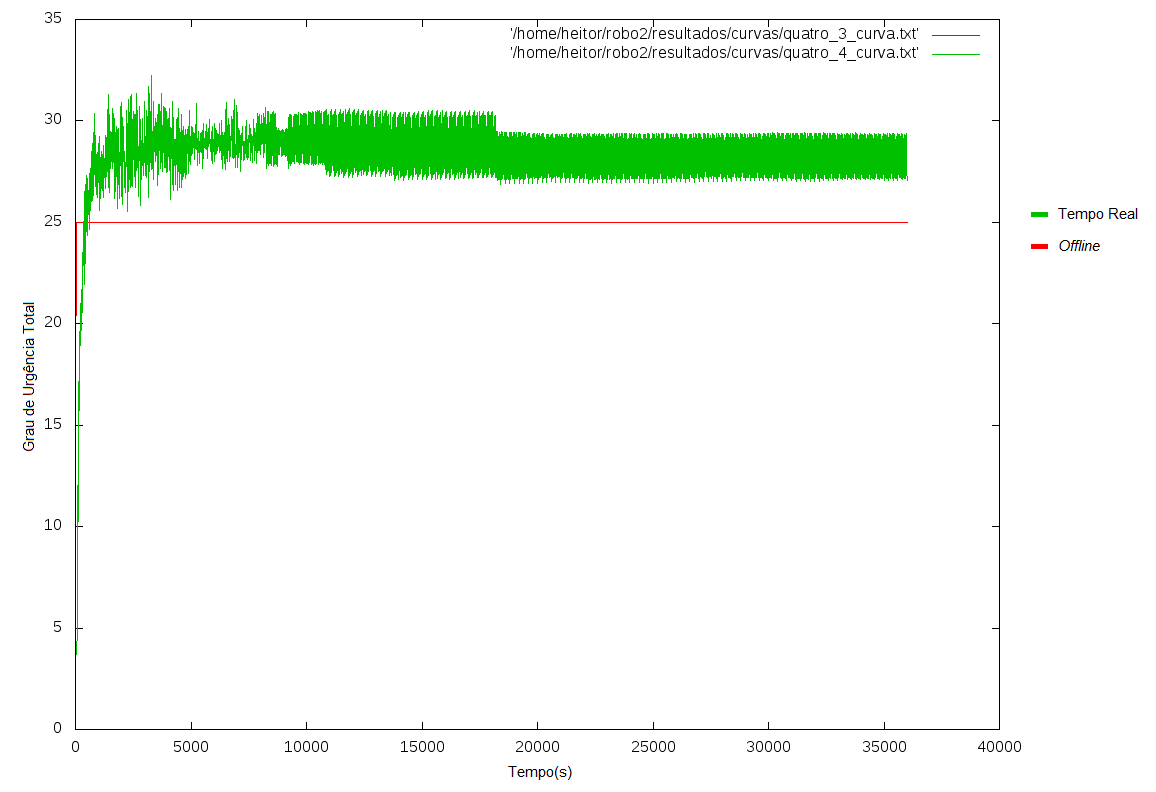 35
'/home/heitor/robo2/resultados/curvas/quatro_3_curva.txt'
'/home/heitor/robo2/resultados/curvas/quatro_4_curva.txt'
30
25
20
15
10
5
0
Grau de Urgência Total
0 5000 10000 15000 20000 25000 30000 35000 40000
Tempo(s)
Tempo Real
Offline